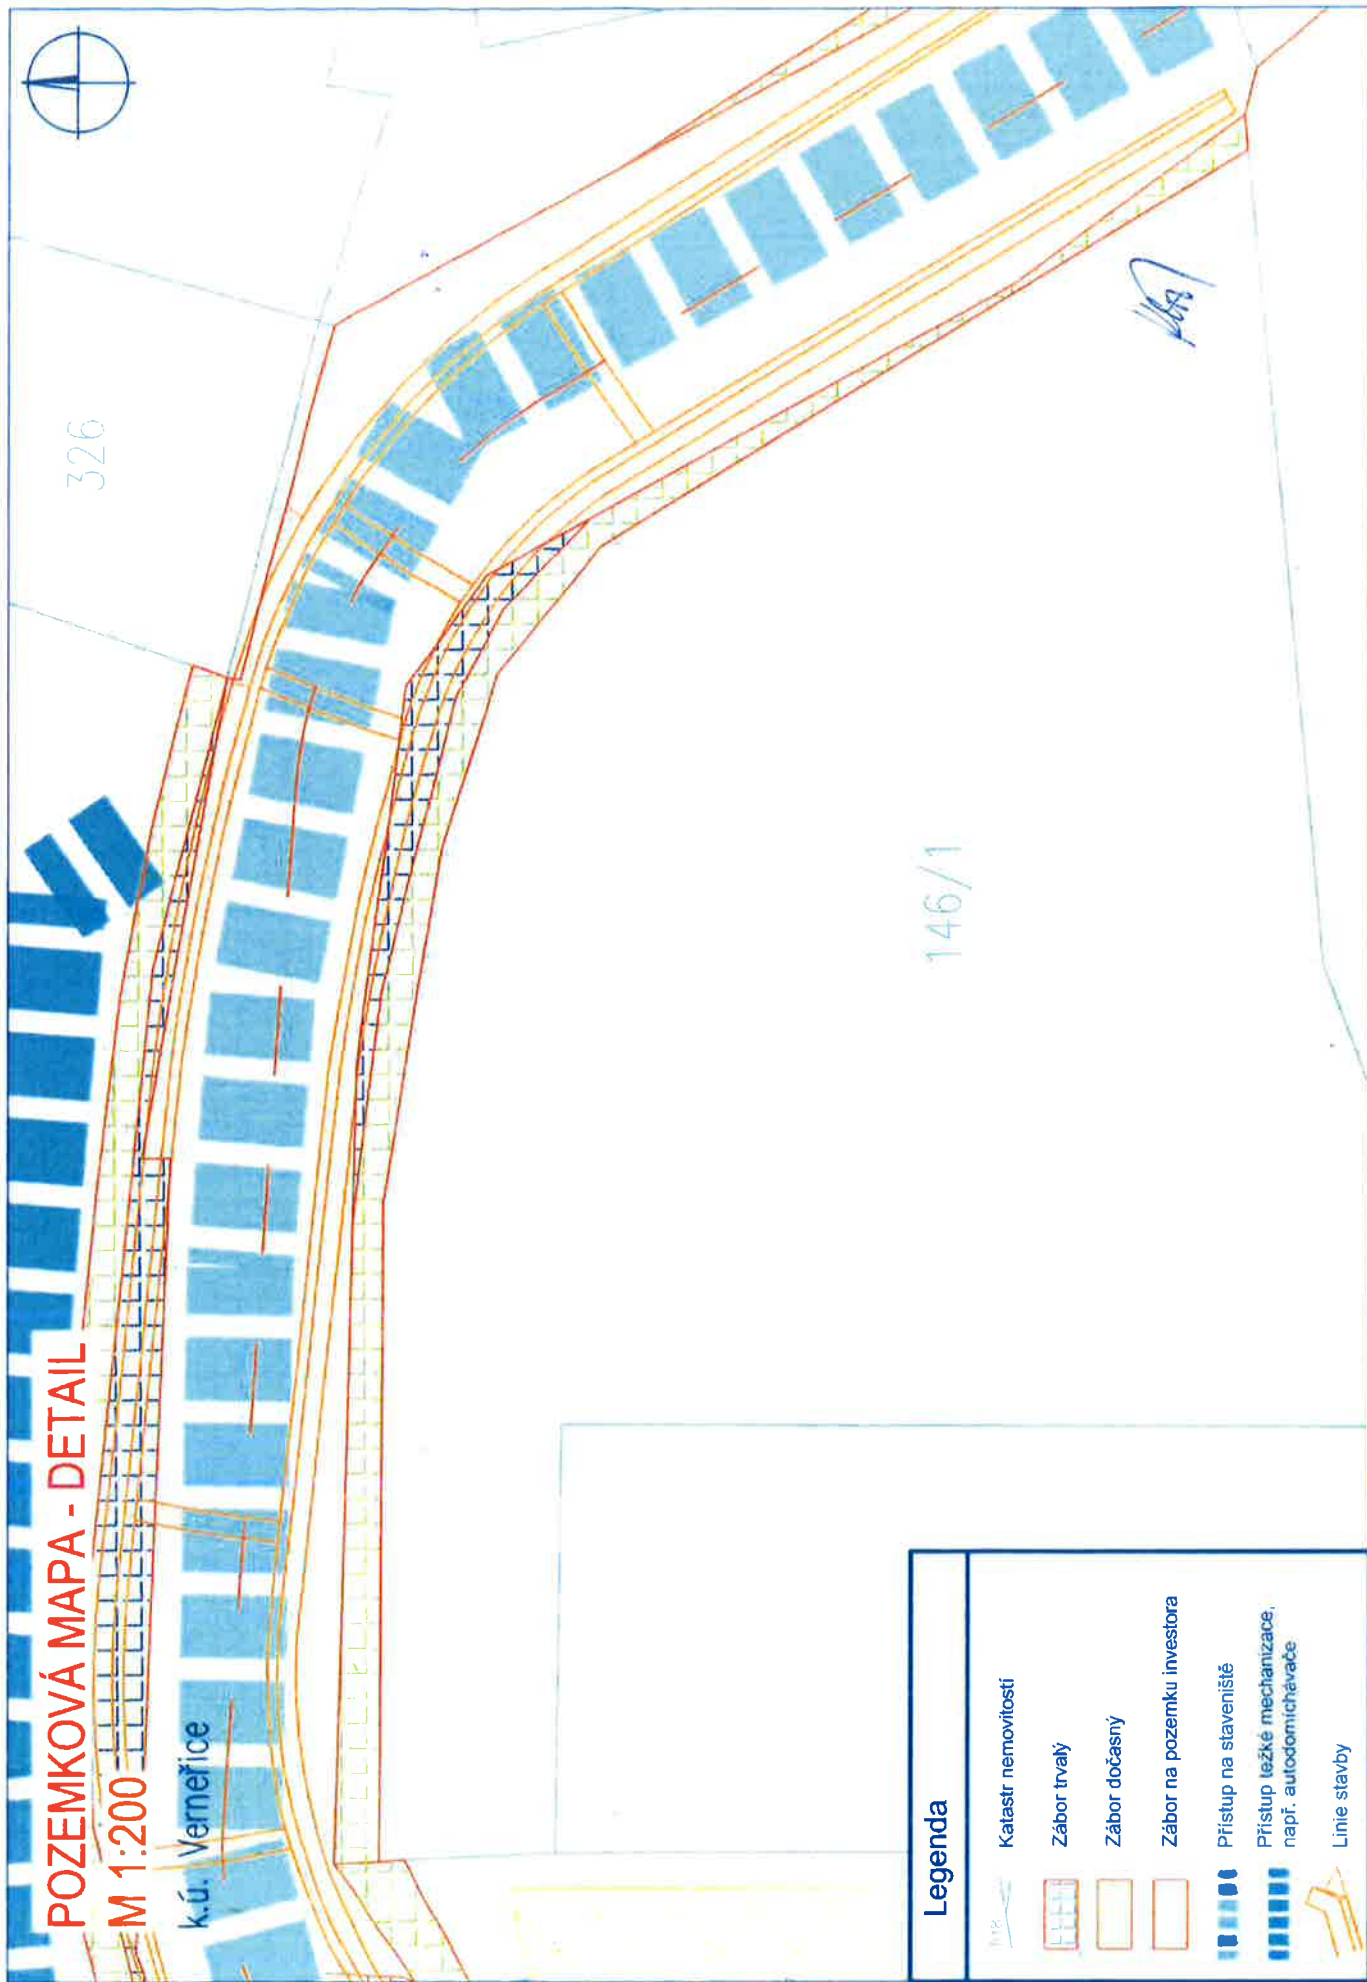 POZEMKOVÁ MAPA - DETAIL
M 1:200
k.ú. Verneřice
326
146/1
Legenda
Katastr nemovitostí
Zábor trvalý
Zábor dočasný
Zábor na pozemku investora
Přístup na staveniště
Přístup težké mechanizace,
např. autodomíchávače
Linie stavby